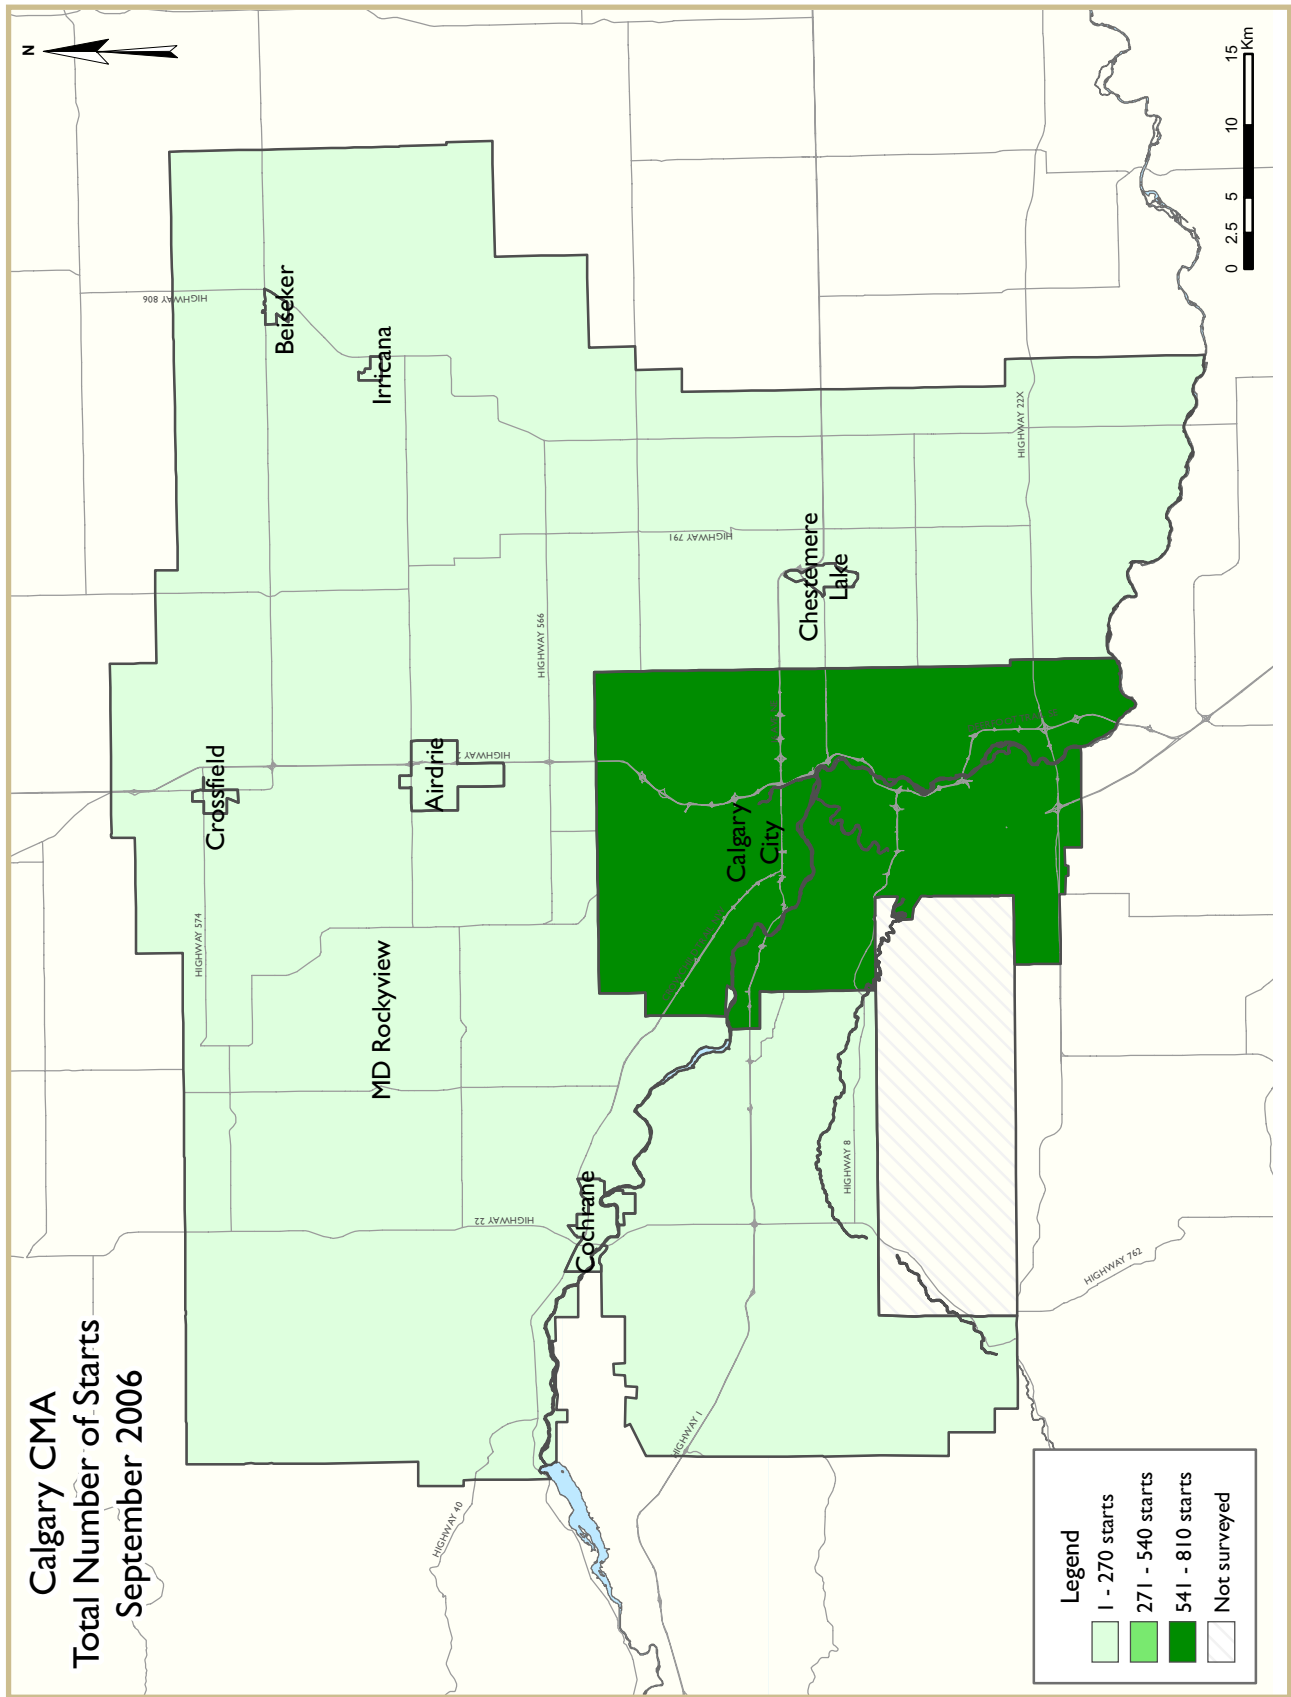 Calgary CMA
Total Number of Starts
September 2006
N
Crossfield
Beiseker
Irricana
Airdrie
MD Rockyview
Cochrane
Chestemere
Lake
Calgary
City
HIGHWAY 806
HIGHWAY 574
HIGHWAY 2
HIGHWAY 566
HIGHWAY 791
HIGHWAY 22
HIGHWAY 22X
HIGHWAY 8
HIGHWAY 1
HIGHWAY 40
HIGHWAY 762
Legend
1 - 270 starts
271 - 540 starts
541 - 810 starts
Not surveyed
0 2.5 5 10 15
Km